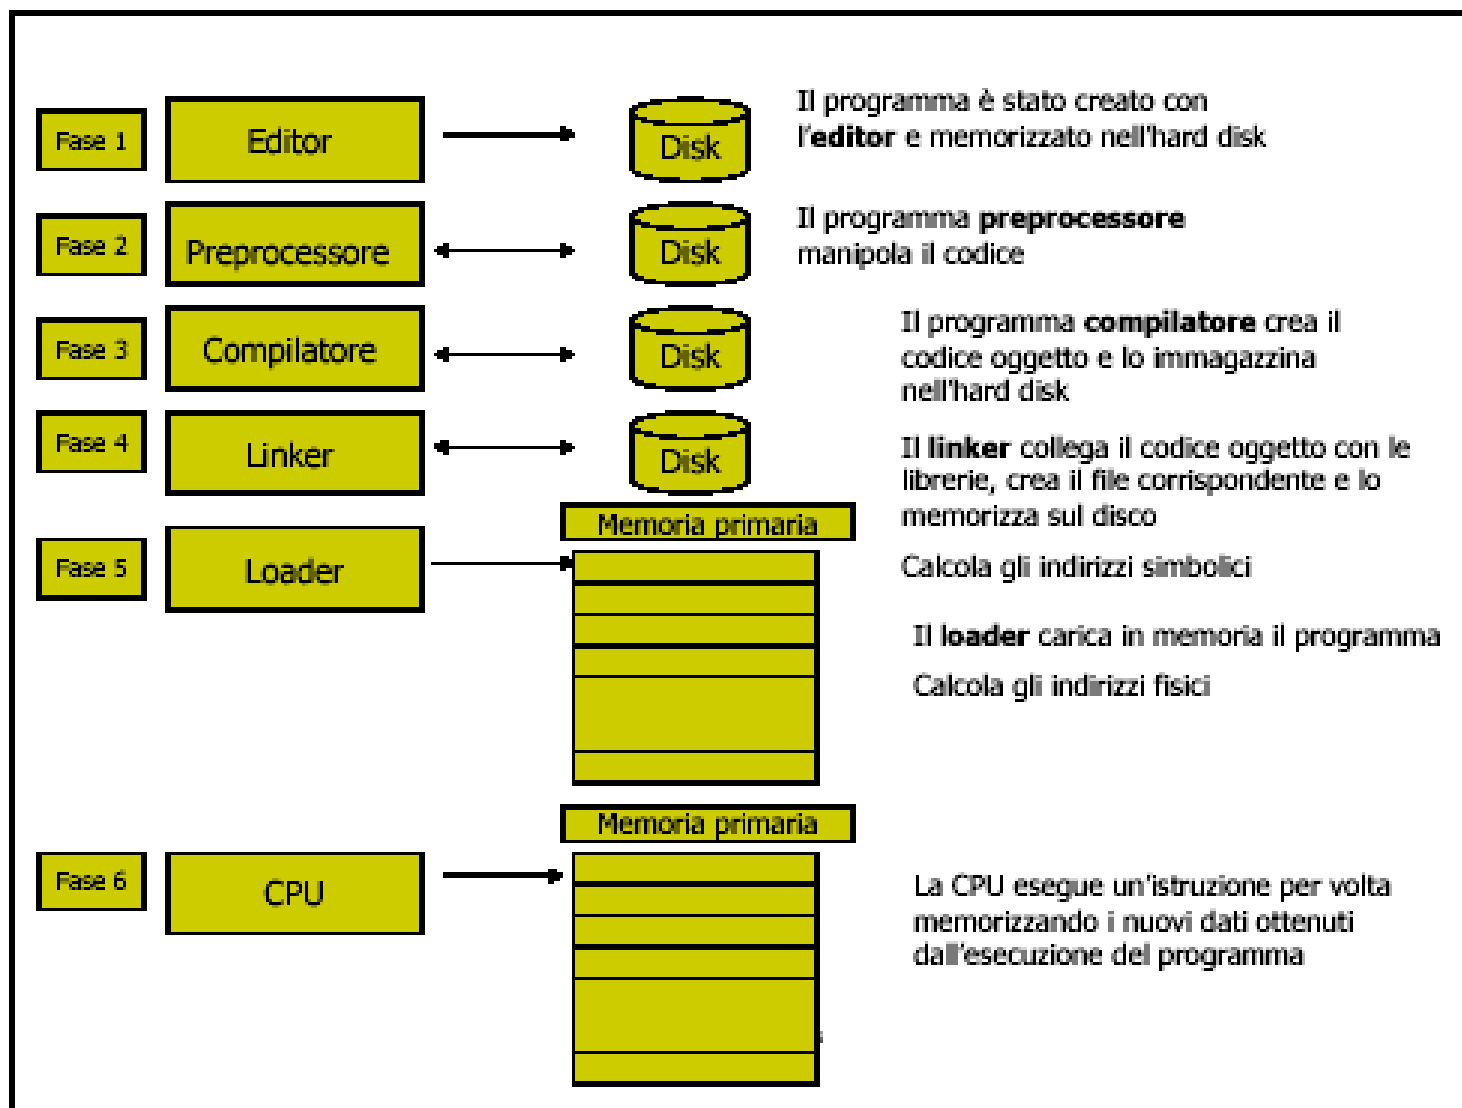 Fase 1
Editor
Disk
Il programma è stato creato con
l'editor e memorizzato nell'hard disk
Fase 2
Preprocessore
Disk
Il programma preprocessore
manipola il codice
Fase 3
Compilatore
Disk
Il programma compilatore crea il
codice oggetto e lo immagazzina
nell'hard disk
Fase 4
Linker
Disk
Il linker collega il codice oggetto con le
librerie, crea il file corrispondente e lo
memorizza sul disco
Memoria primaria
Fase 5
Loader
Calcola gli indirizzi simbolici
Il loader carica in memoria il programma
Calcola gli indirizzi fisici
Memoria primaria
Fase 6
CPU
La CPU esegue un'istruzione per volta
memorizzando i nuovi dati ottenuti
dall'esecuzione del programma